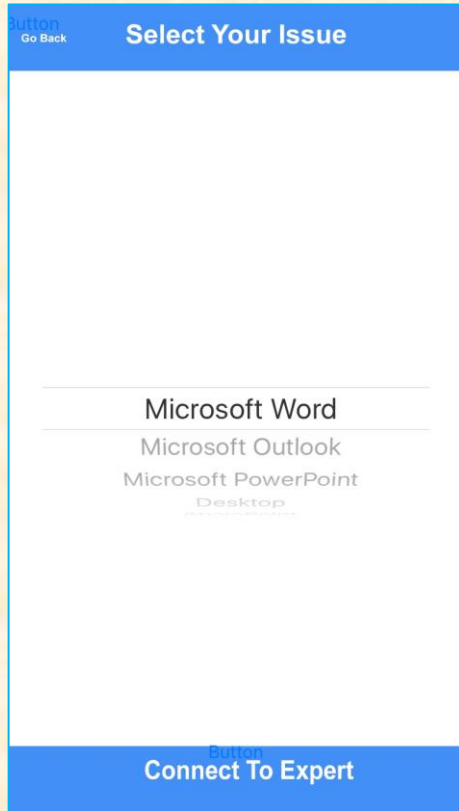 Button
Go Back
Select Your Issue
Microsoft Word
Microsoft Outlook
Microsoft PowerPoint
Desktop
Button
Connect To Expert